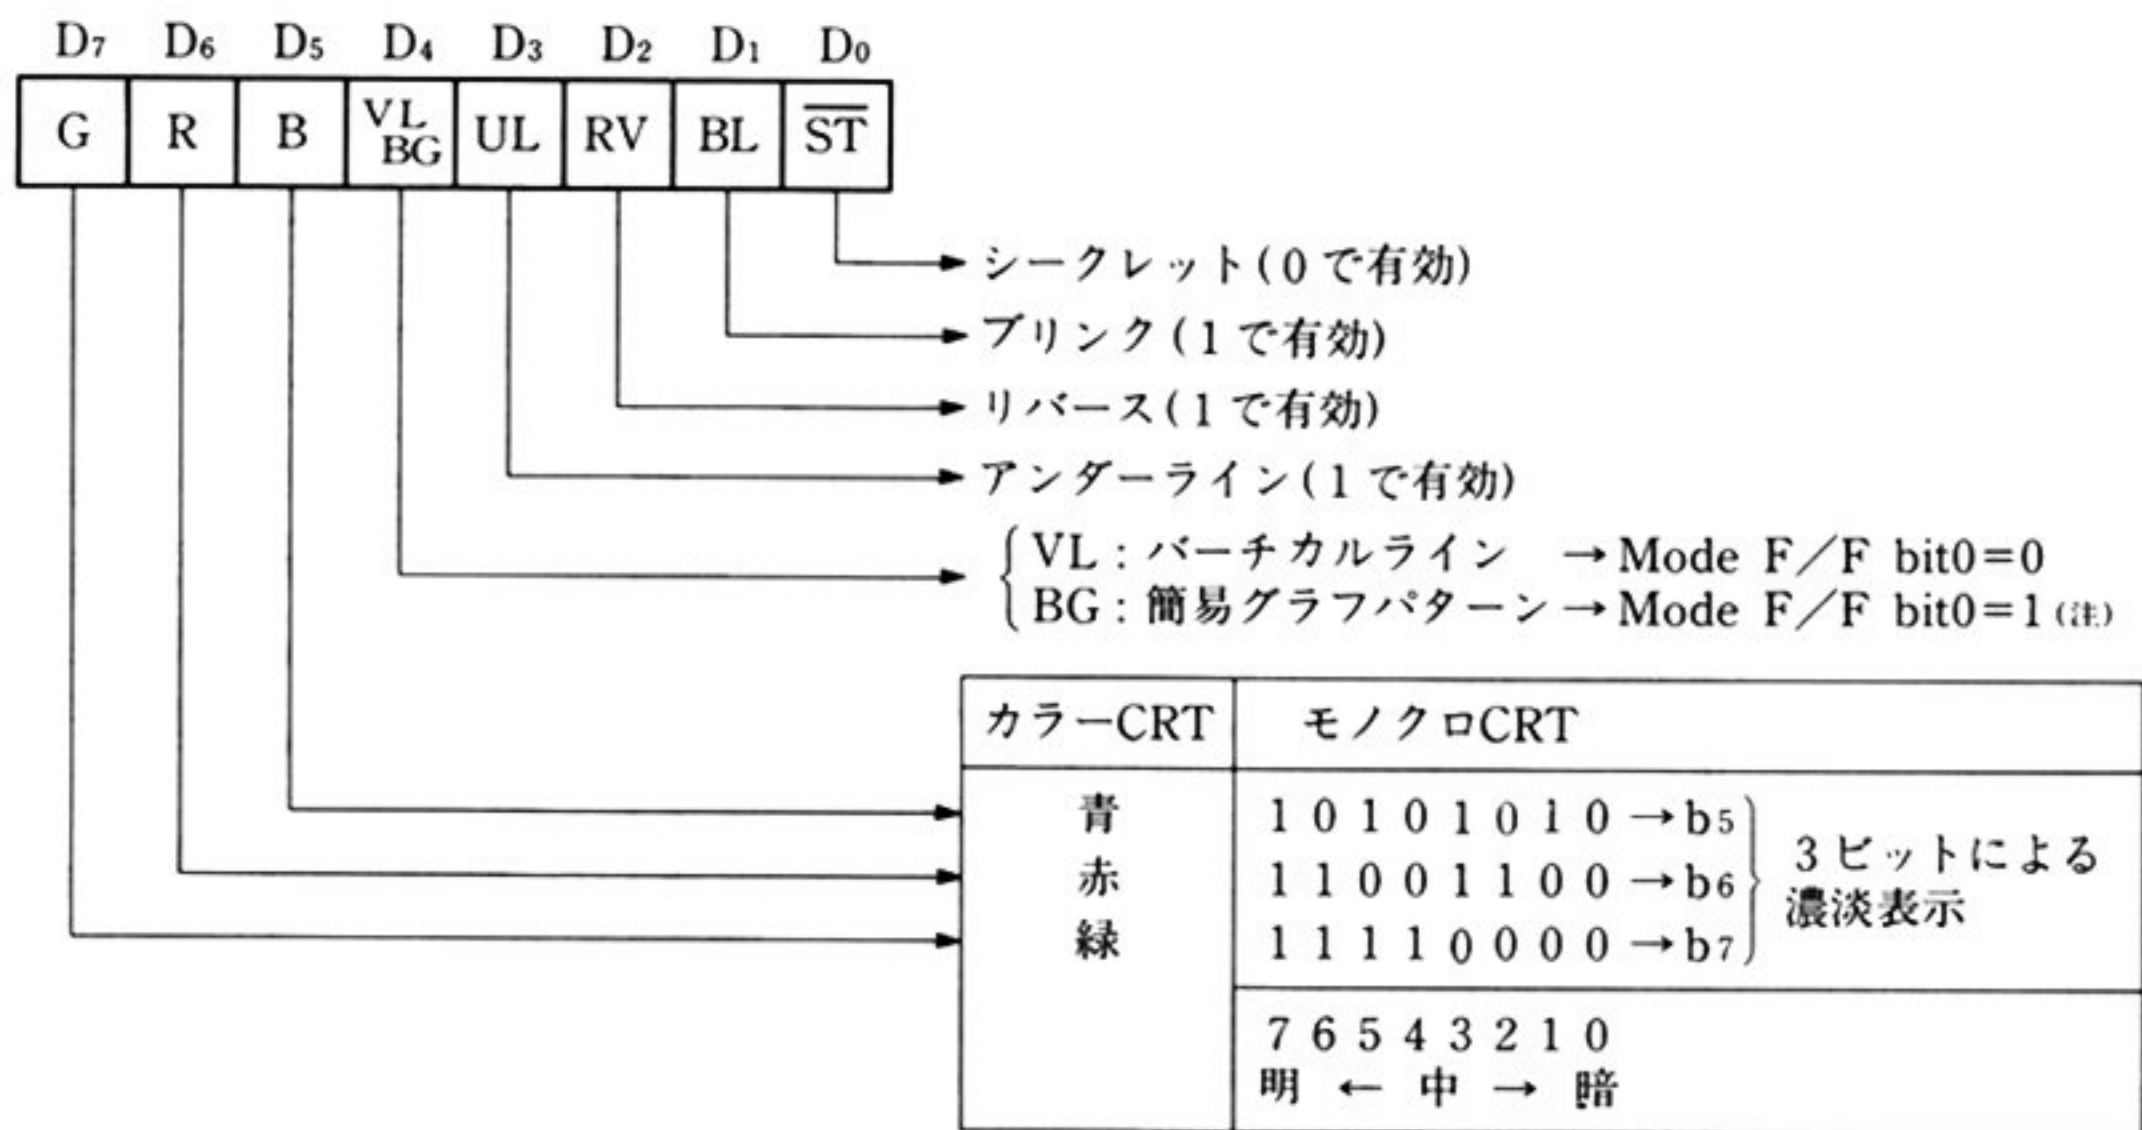 D7 D6 D5 D4 D3 D2 D1 D0
G R B VL BG UL RV BL S̅T̅
シークレット(0で有効)
ブリンク(1で有効)
リバース(1で有効)
アンダーライン(1で有効)
VL:バーチカルライン →Mode F/F bit0=0
BG:簡易グラフパターン→Mode F/F bit0=1(注)
カラーCRT モノクロCRT
青 1 0 1 0 1 0 1 0 →b5
赤 1 1 0 0 1 1 0 0 →b6
緑 1 1 1 1 0 0 0 0 →b7
3ビットによる
濃淡表示
7 6 5 4 3 2 1 0
明 ← 中 → 暗